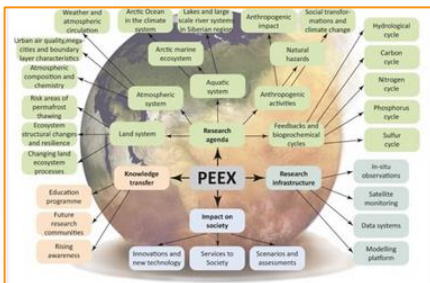 Weather and
atmospheric
circulation
Arctic Ocean
in the climate
system
Lakes and large
scale river systems
in Siberian region
Anthropogenic
impact
Social transfor-
mations and
climate change
Urban air quality, mega
cities and boundary
layer characteristics
Arctic marine
ecosystem
Natural
hazards
Hydrological
cycle
Atmospheric
composition and
chemistry
Aquatic
system
Carbon
cycle
Atmospheric
system
Anthropogenic
activities
Nitrogen
cycle
Risk areas of
permafrost
thawing
Phosphorus
cycle
Ecosystem
structural changes
and resilience
Land system
Research
agenda
Feedbacks and
biogeochemical
cycles
Sulfur
cycle
Changing land
ecosystem
processes
Knowledge
transfer
PEEX
Research
infrastructure
In-situ
observations
Education
programme
Satellite
monitoring
Future
research
communities
Impact on
society
Data systems
Rising
awareness
Modelling
platform
Innovations and
new technology
Services to
Society
Scenarios and
assessments